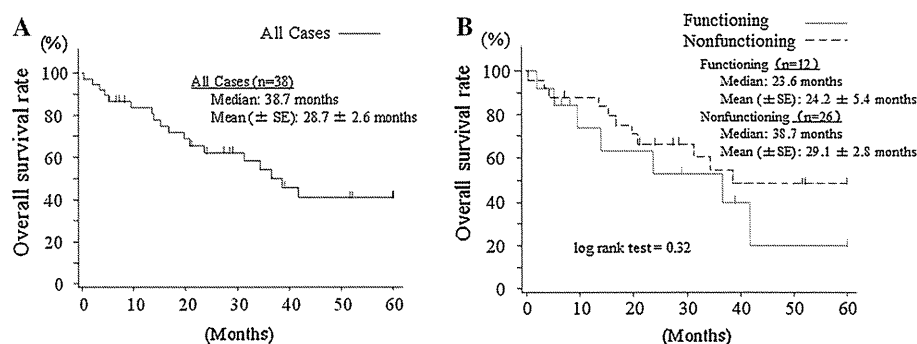 A
All Cases
(%)
100
80
60
40
20
0
Overall survival rate
All Cases (n=38)
Median: 38.7 months
Mean (± SE): 28.7 ± 2.6 months
0 10 20 30 40 50 60
(Months)
B
Functioning
Nonfunctioning
(%)
100
80
60
40
20
0
Overall survival rate
Functioning (n=12)
Median: 23.6 months
Mean (±SE): 24.2 ± 5.4 months
Nonfunctioning (n=26)
Median: 38.7 months
Mean (±SE): 29.1 ± 2.8 months
log rank test = 0.32
0 10 20 30 40 50 60
(Months)